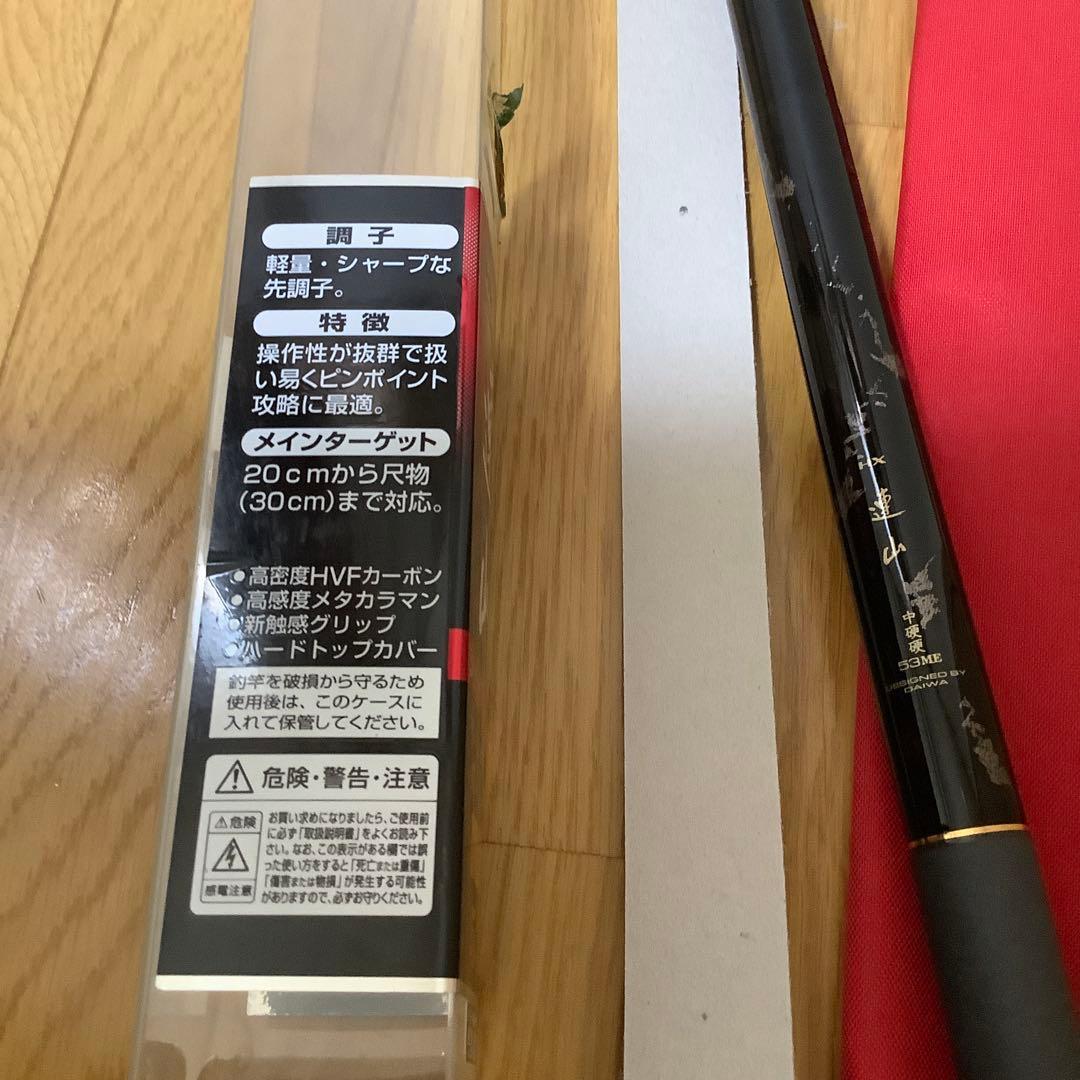 調子
軽量・シャープな
先調子。
特徴
操作性が抜群で扱
い易くピンポイント
攻略に最適。
メインターゲット
20cmから尺物
(30cm)まで対応。
●高密度HVFカーボン
●高感度メタカラマン
●新触感グリップ
●ハードトップカバー
釣竿を破損から守るため
使用後は、このケースに
入れて保管してください。
⚠危険・警告・注意
⚠危険
感電注意
お買い求めになりましたら、ご使用前
に必ず「取扱説明書」をよくお読み下
さい。なお、この表示がある欄では誤
った使い方をすると「死亡または重傷」
「傷害または物損」が発生する可能性
がありますので、必ずお守りください。
HX
連
山
中硬硬
53ME
DESIGNED BY
DAIWA